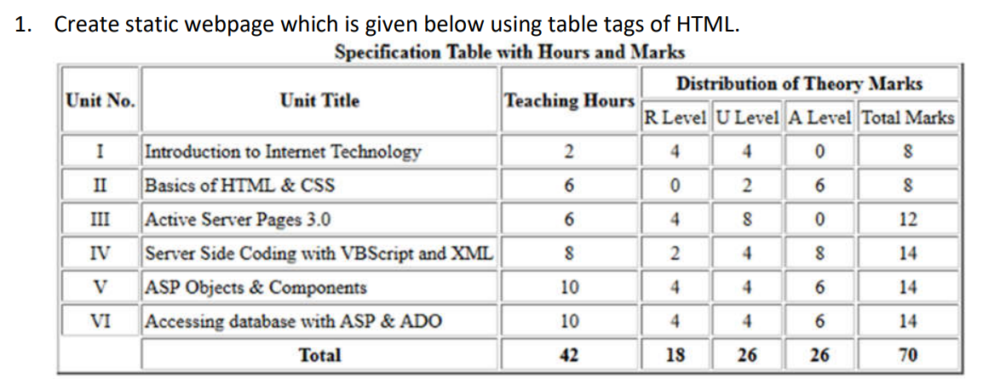 1. Create static webpage which is given below using table tags of HTML.
Specification Table with Hours and Marks
Unit No. Unit Title Teaching Hours Distribution of Theory Marks
R Level U Level A Level Total Marks
I Introduction to Internet Technology 2 4 4 0 8
II Basics of HTML & CSS 6 0 2 6 8
III Active Server Pages 3.0 6 4 8 0 12
IV Server Side Coding with VBScript and XML 8 2 4 8 14
V ASP Objects & Components 10 4 4 6 14
VI Accessing database with ASP & ADO 10 4 4 6 14
Total 42 18 26 26 70